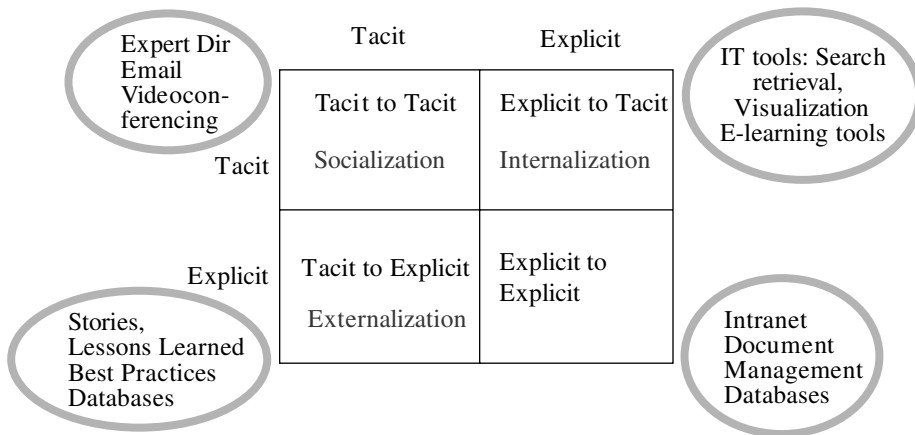 Tacit
Explicit
Expert Dir
Email
Videocon-
ferencing
IT tools: Search
retrieval,
Visualization
E-learning tools
Tacit to Tacit
Explicit to Tacit
Tacit
Socialization
Internalization
Explicit
Tacit to Explicit
Explicit to
Explicit
Externalization
Stories,
Lessons Learned
Best Practices
Databases
Intranet
Document
Management
Databases